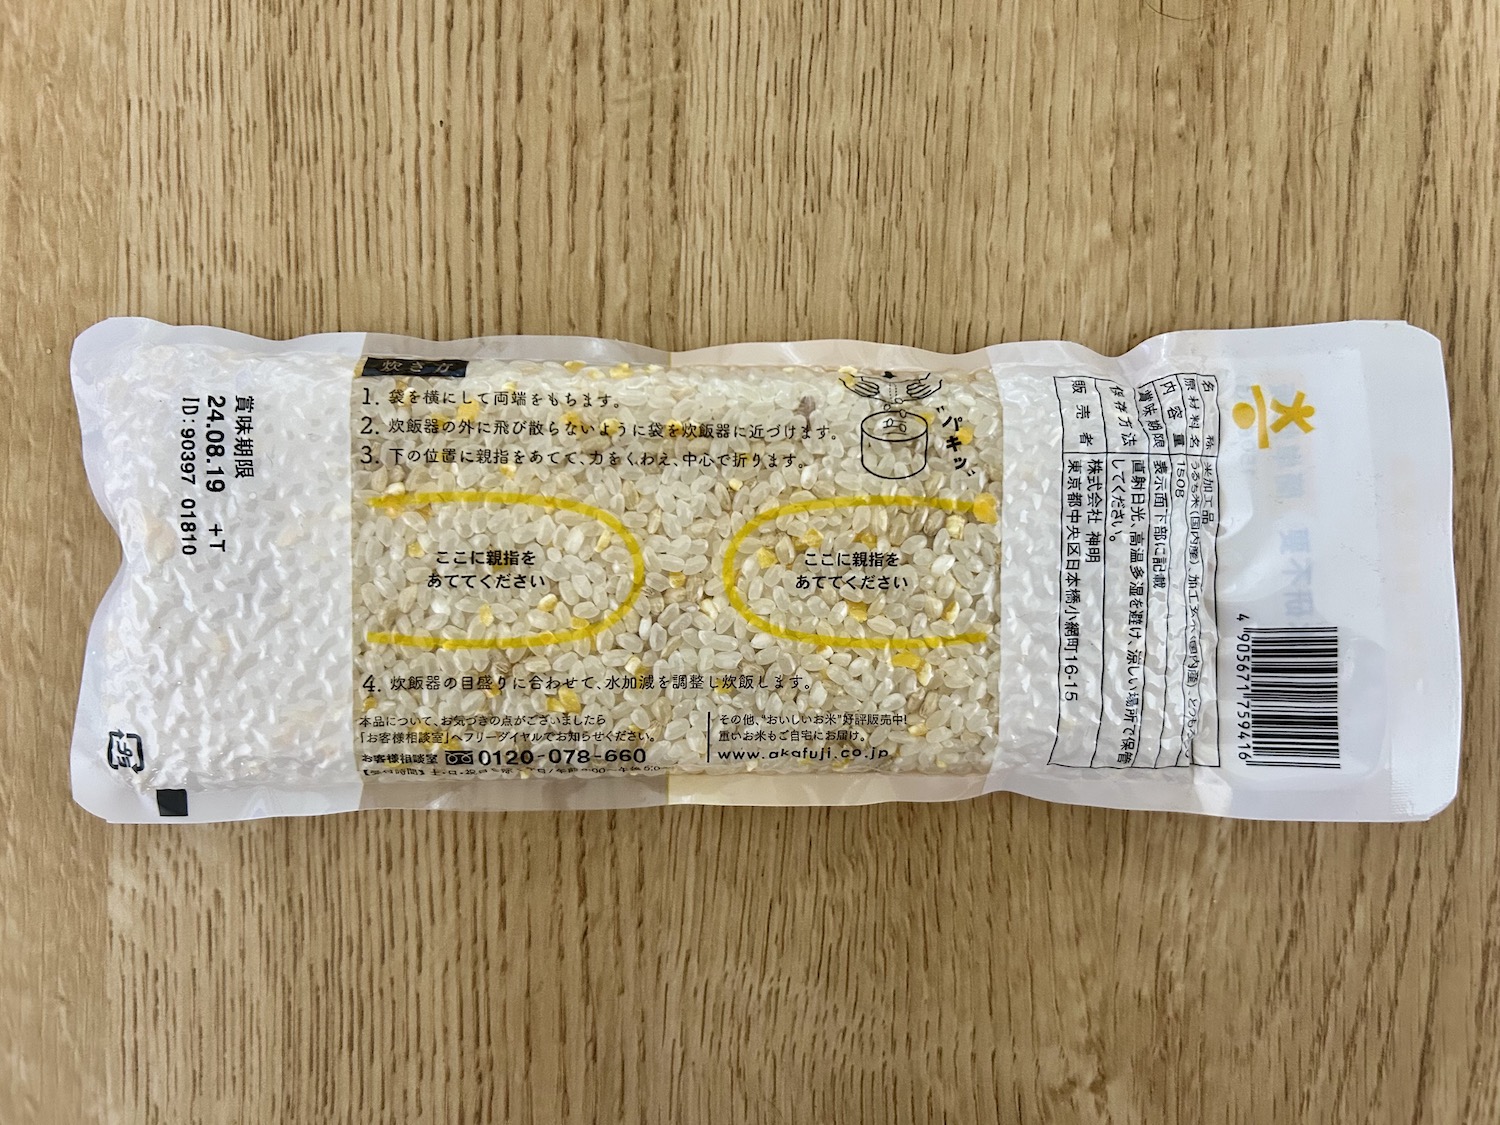 賞味期限
24.08.19 +T
ID:90397 01810
炊き方
1. 袋を横にして両端をもちます。
2. 炊飯器の外に飛び散らないように袋を炊飯器に近づけます。
3. 下の位置に親指をあてて、力をくわえ、中心で折ります。
"パキッ"
ここに親指を
あててください
ここに親指を
あててください
4. 炊飯器の目盛りに合わせて、水加減を調整し炊飯します。
本品について、お気づきの点がございましたら
「お客様相談室」へフリーダイヤルでお知らせください。
お客様相談室 0120-078-660
【受付時間】
その他、"おいしいお米"好評販売中!
重いお米もご自宅にお届け。
www.akafuji.co.jp
名称 米加工品
原材料名 うるち米(国内産)、加工玄米(国内産)、
内容量 150g
賞味期限 表示面下部に記載
保存方法 直射日光、高温多湿を避け、涼しい場所で保管
してください。
販売者 株式会社 神明
東京都中央区日本橋小網町16-15
4 905671 759416
プラ